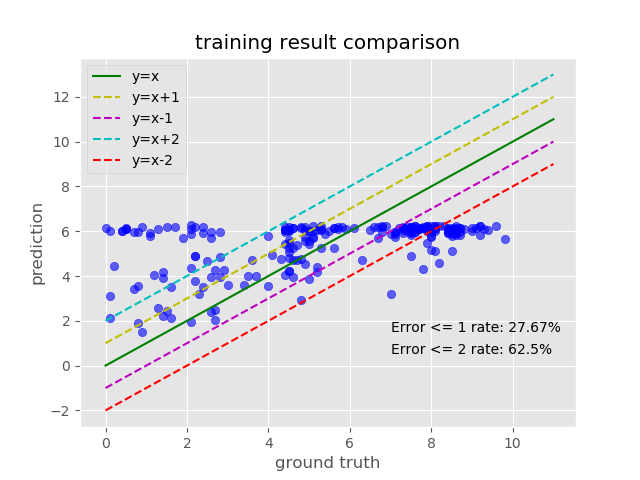 training result comparison
y=x
y=x+1
y=x-1
y=x+2
y=x-2
12
10
8
6
4
2
0
−2
prediction
Error <= 1 rate: 27.67%
Error <= 2 rate: 62.5%
0 2 4 6 8 10
ground truth